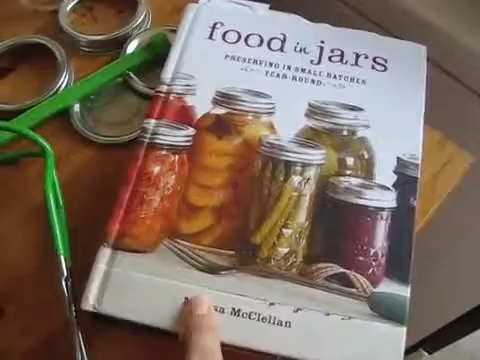 food in jars
PRESERVING IN SMALL BATCHES
YEAR-ROUND
McClellan